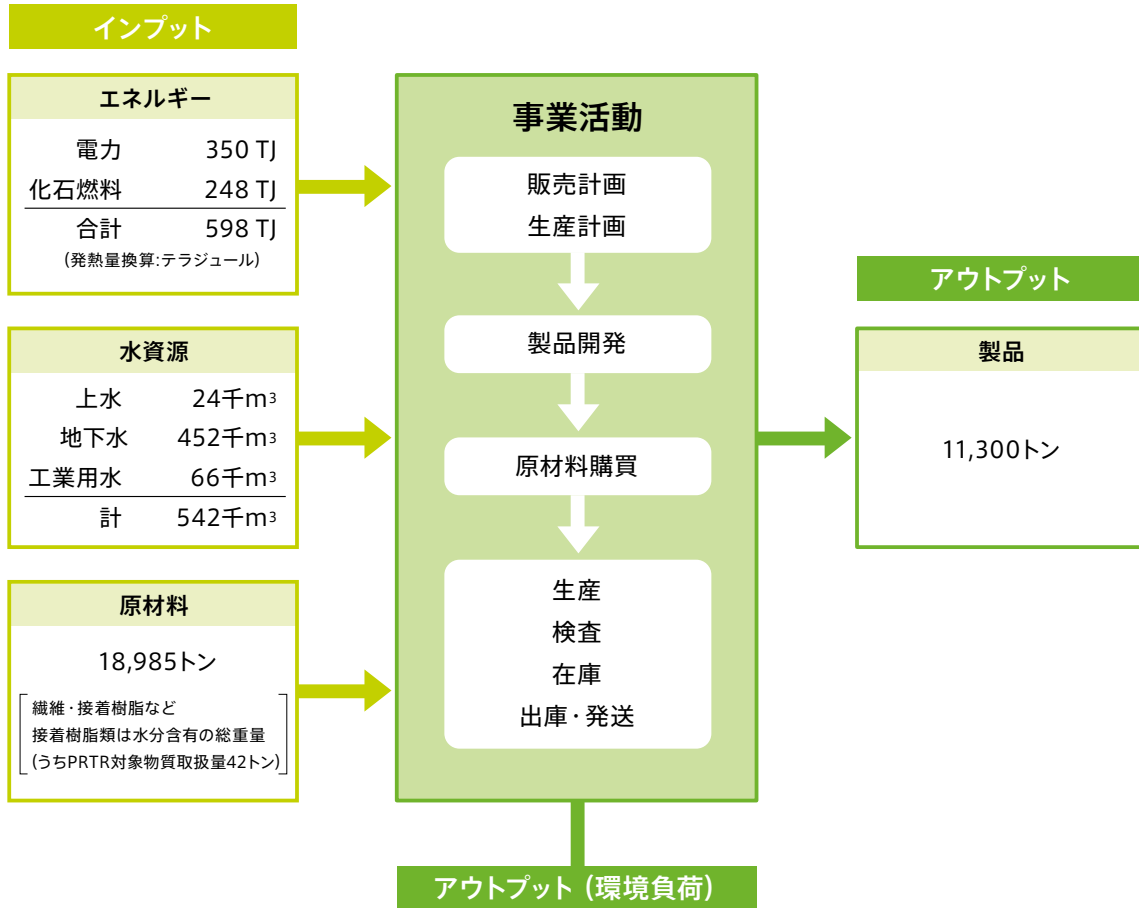 インプット
エネルギー
電力 350 TJ
化石燃料 248 TJ
合計 598 TJ
(発熱量換算:テラジュール)
水資源
上水 24千m³
地下水 452千m³
工業用水 66千m³
計 542千m³
原材料
18,985トン
繊維・接着樹脂など
接着樹脂類は水分含有の総重量
(うちPRTR対象物質取扱量42トン)
事業活動
販売計画
生産計画
製品開発
原材料購買
生産
検査
在庫
出庫・発送
アウトプット
製品
11,300トン
アウトプット (環境負荷)